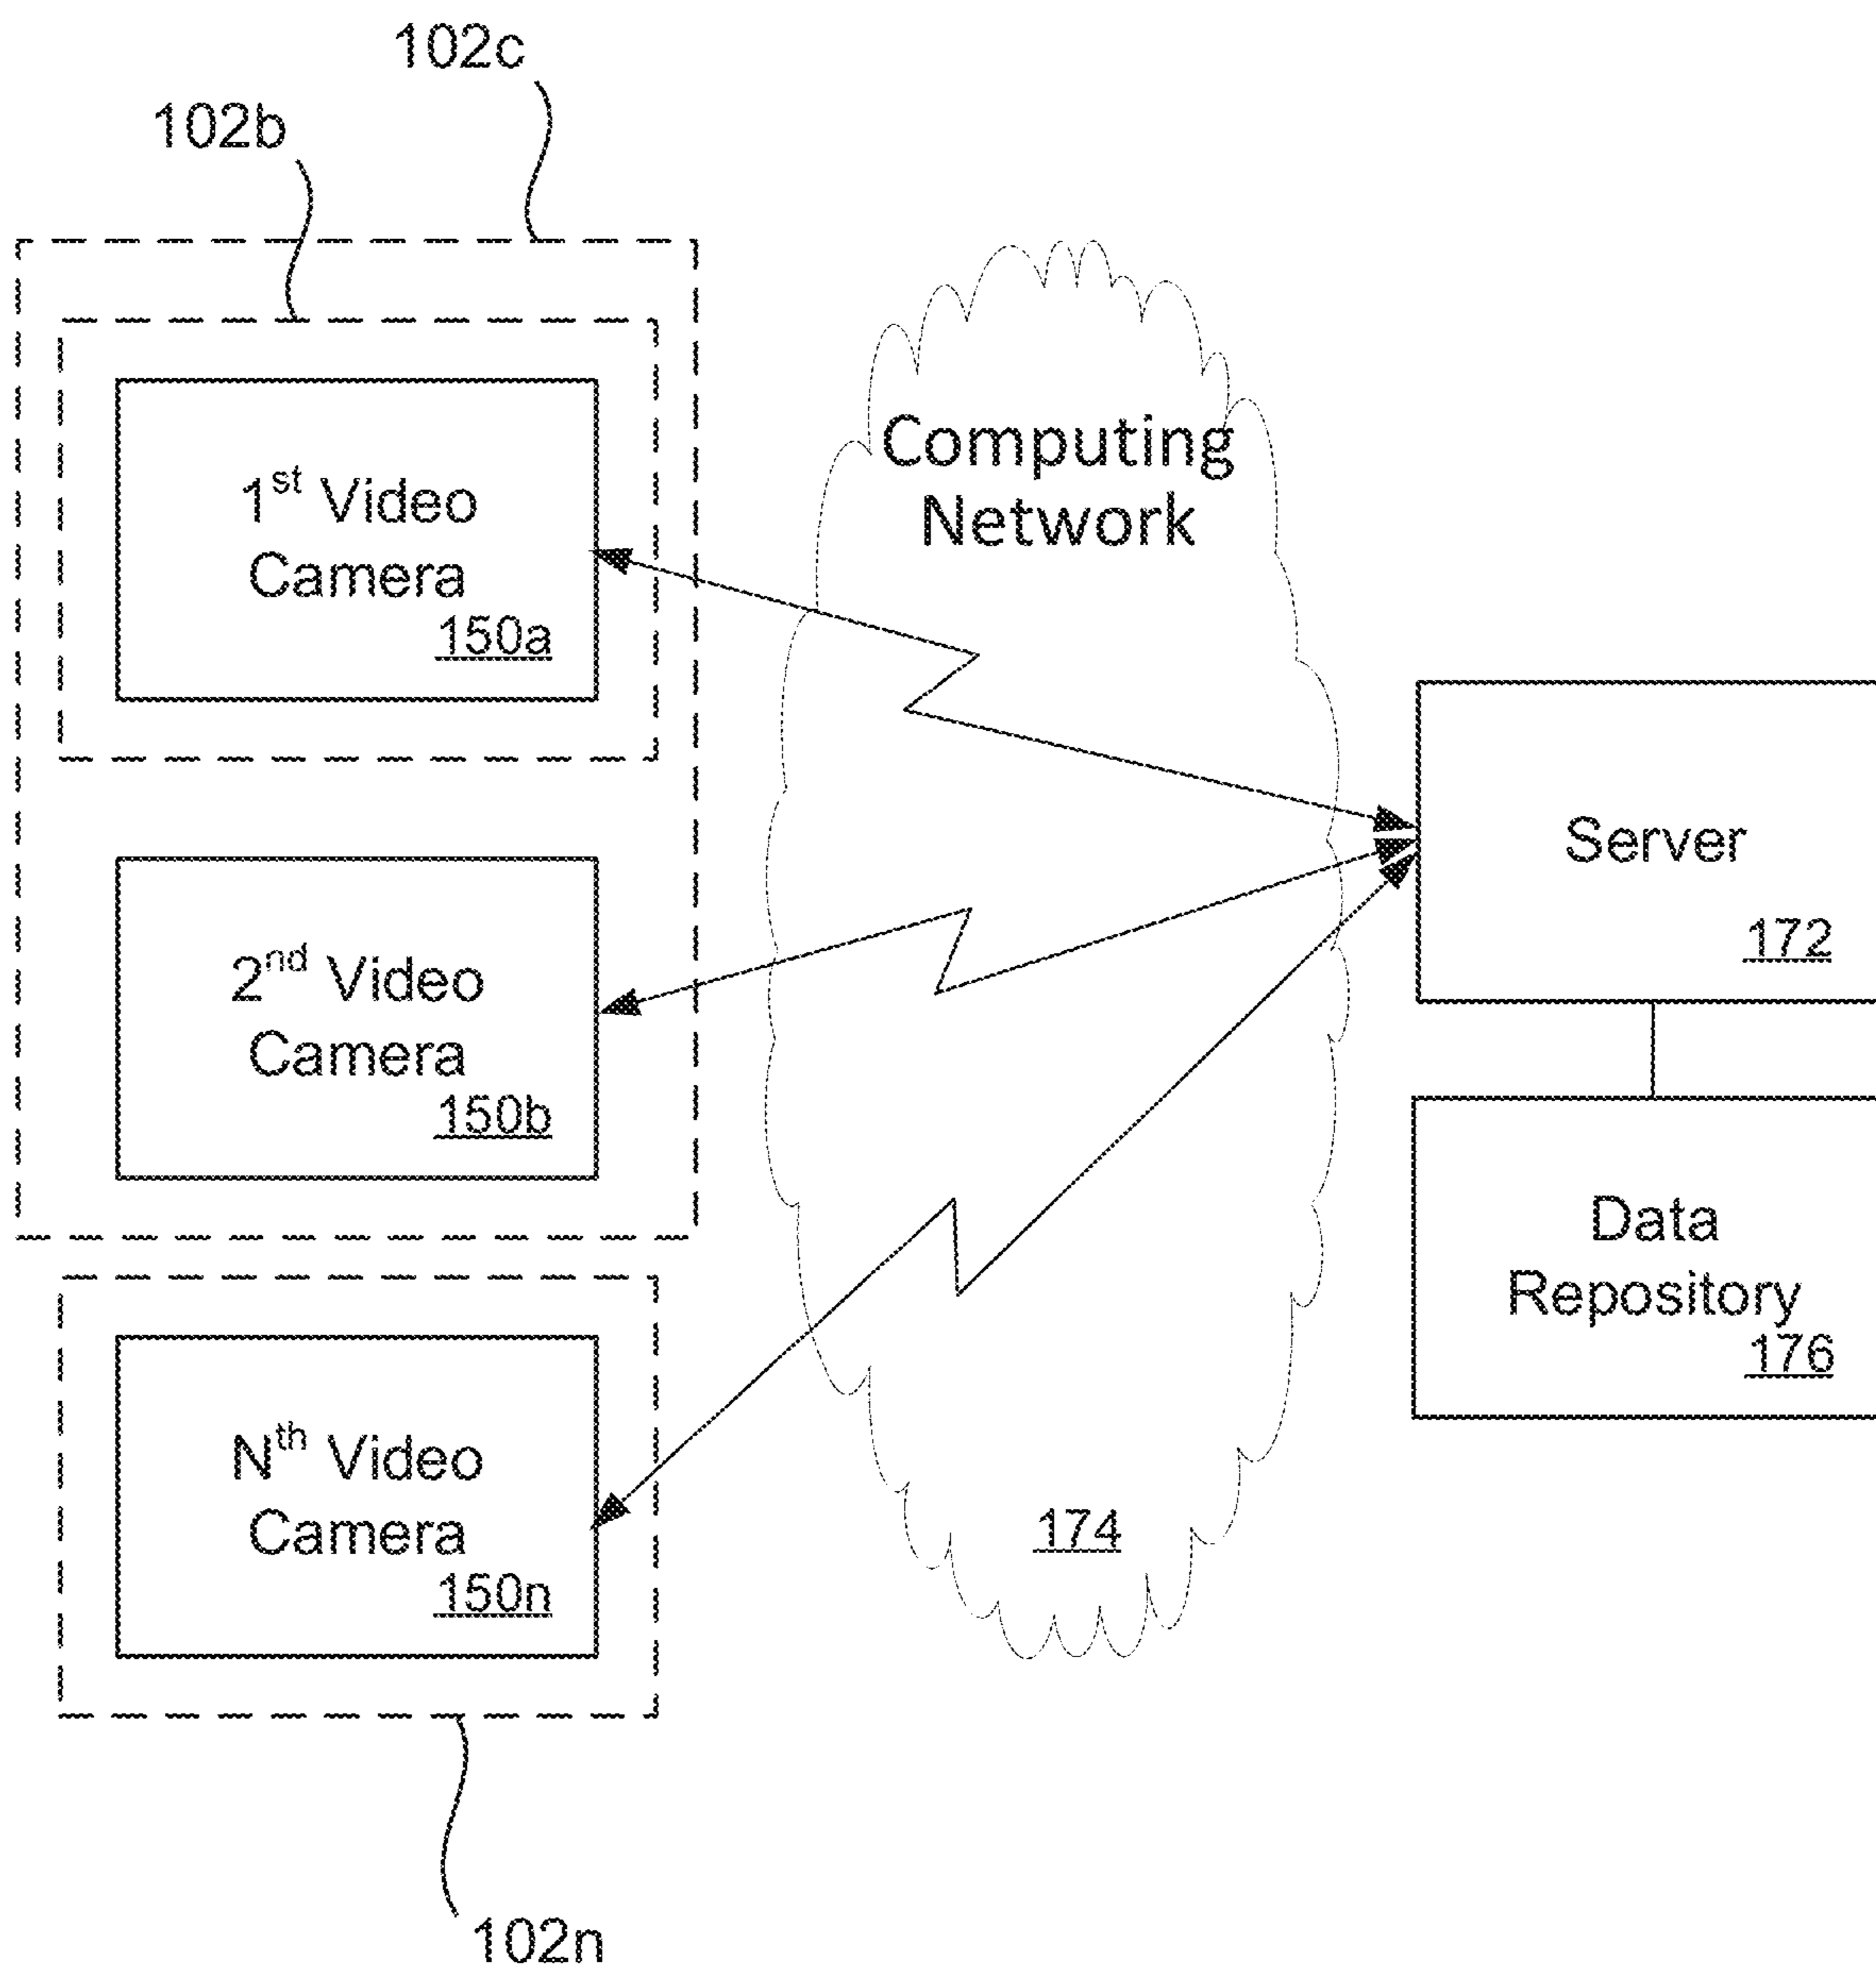 102c
102b
1st Video
Camera
150a
Computing
Network
Server
172
2nd Video
Camera
150b
Data
Repository
176
Nth Video
Camera
150n
174
102n